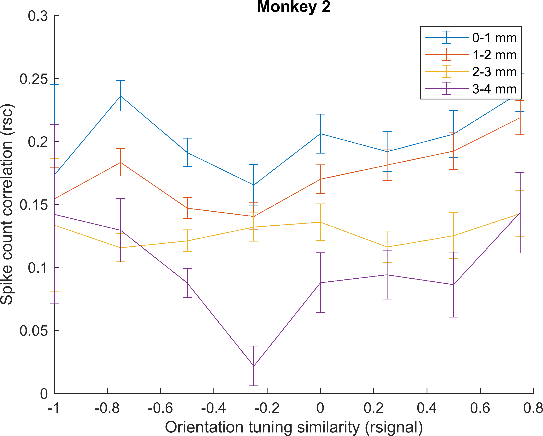 Monkey 2
0.3
0.25
0.2
0.15
0.1
0.05
0
Spike count correlation (rsc)
0-1 mm
1-2 mm
2-3 mm
3-4 mm
-1 -0.8 -0.6 -0.4 -0.2 0 0.2 0.4 0.6 0.8
Orientation tuning similarity (rsignal)